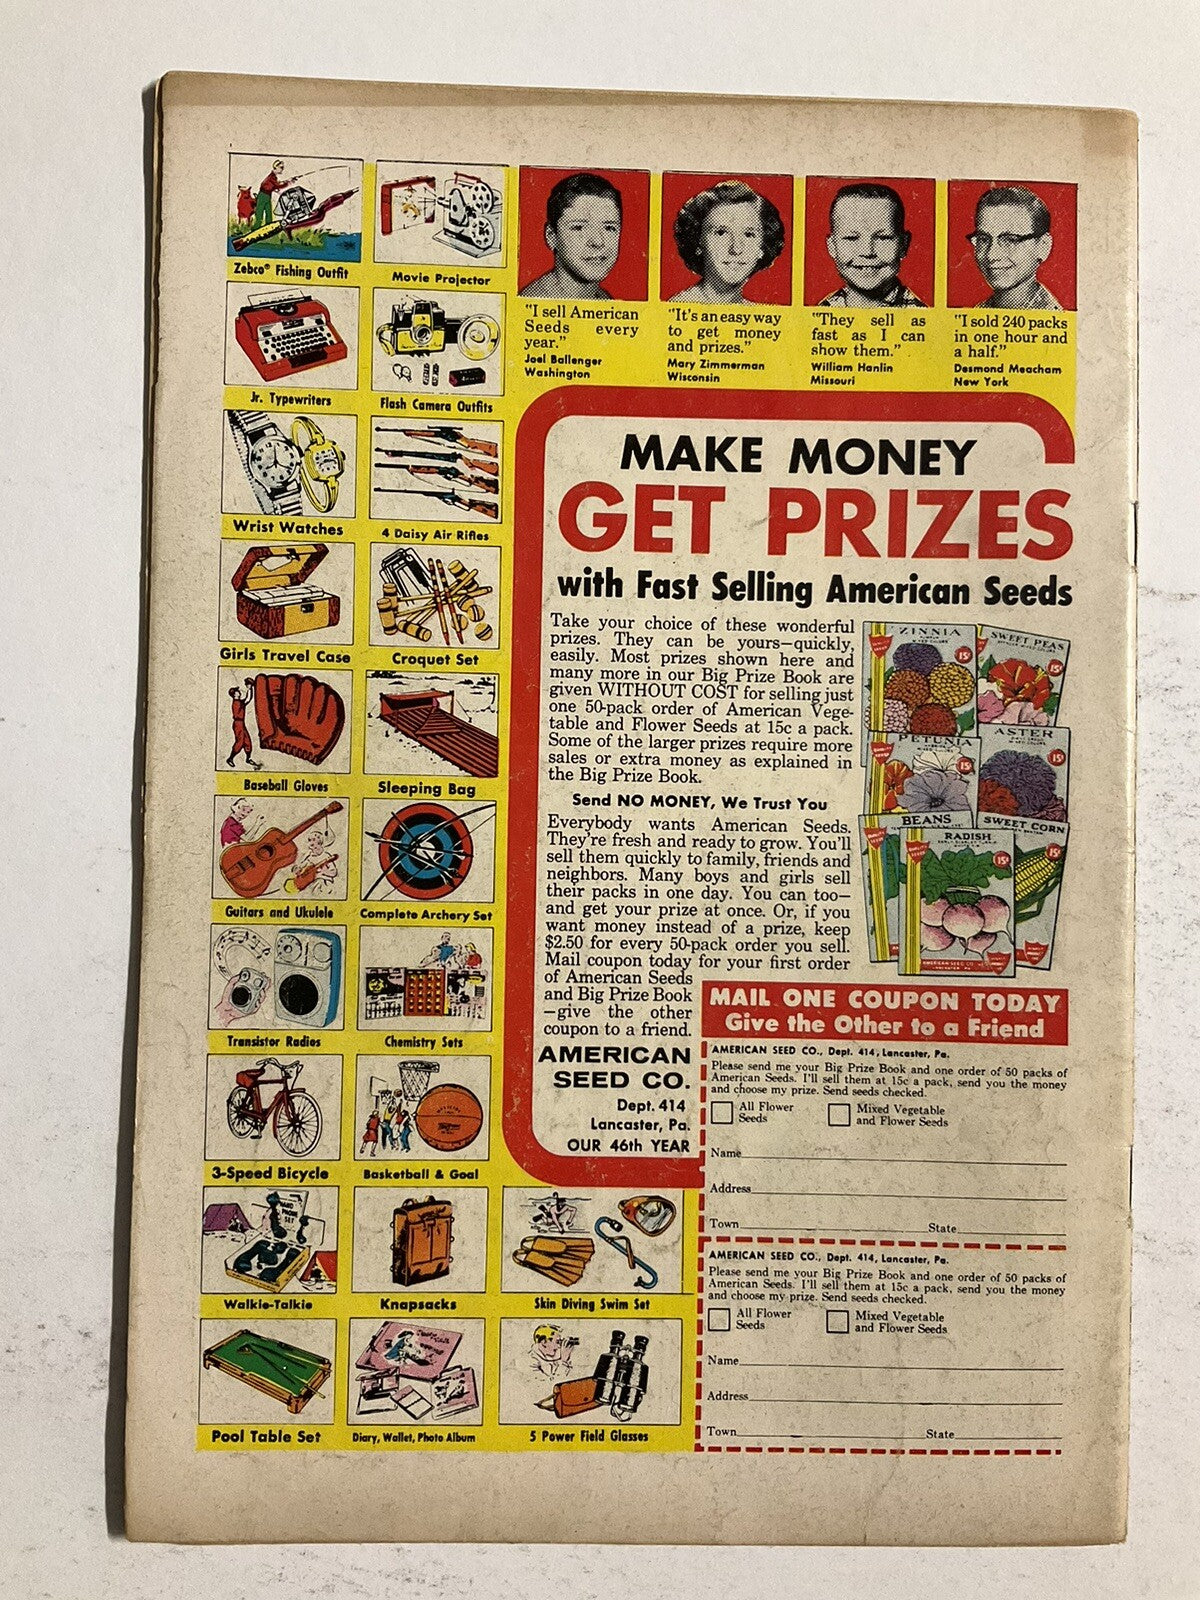 Zebco® Fishing Outfit
Movie Projector
Jr. Typewriters
Flash Camera Outfits
Wrist Watches
4 Daisy Air Rifles
Girls Travel Case
Croquet Set
Baseball Gloves
Sleeping Bag
Guitars and Ukulele
Complete Archery Set
Transistor Radios
Chemistry Sets
3-Speed Bicycle
Basketball & Goal
Walkie-Talkie
Knapsacks
Skin Diving Swim Set
Pool Table Set
Diary, Wallet, Photo Album
5 Power Field Glasses
"I sell American
Seeds every
year."
Joel Ballenger
Washington
"It's an easy way
to get money
and prizes."
Mary Zimmerman
Wisconsin
"They sell as
fast as I can
show them."
William Hanlin
Missouri
"I sold 240 packs
in one hour and
a half."
Desmond Meacham
New York
MAKE MONEY
GET PRIZES
with Fast Selling American Seeds
Take your choice of these wonderful
prizes. They can be yours—quickly,
easily. Most prizes shown here and
many more in our Big Prize Book are
given WITHOUT COST for selling just
one 50-pack order of American Vege-
table and Flower Seeds at 15c a pack.
Some of the larger prizes require more
sales or extra money as explained in
the Big Prize Book.
Send NO MONEY, We Trust You
Everybody wants American Seeds.
They're fresh and ready to grow. You'll
sell them quickly to family, friends and
neighbors. Many boys and girls sell
their packs in one day. You can too—
and get your prize at once. Or, if you
want money instead of a prize, keep
$2.50 for every 50-pack order you sell.
Mail coupon today for your first order
of American Seeds
and Big Prize Book
—give the other
coupon to a friend.
AMERICAN
SEED CO.
Dept. 414
Lancaster, Pa.
OUR 46th YEAR
ZINNIA
15¢
SWEET PEAS
15¢
PETUNIA
15¢
ASTER
15¢
BEANS
SWEET CORN
15¢
RADISH
15¢
MAIL ONE COUPON TODAY
Give the Other to a Friend
AMERICAN SEED CO., Dept. 414, Lancaster, Pa.
Please send me your Big Prize Book and one order of 50 packs of
American Seeds. I'll sell them at 15c a pack, send you the money
and choose my prize. Send seeds checked.
All Flower
Seeds
Mixed Vegetable
and Flower Seeds
Name
Address
Town State
AMERICAN SEED CO., Dept. 414, Lancaster, Pa.
Please send me your Big Prize Book and one order of 50 packs of
American Seeds. I'll sell them at 15c a pack, send you the money
and choose my prize. Send seeds checked.
All Flower
Seeds
Mixed Vegetable
and Flower Seeds
Name
Address
Town State